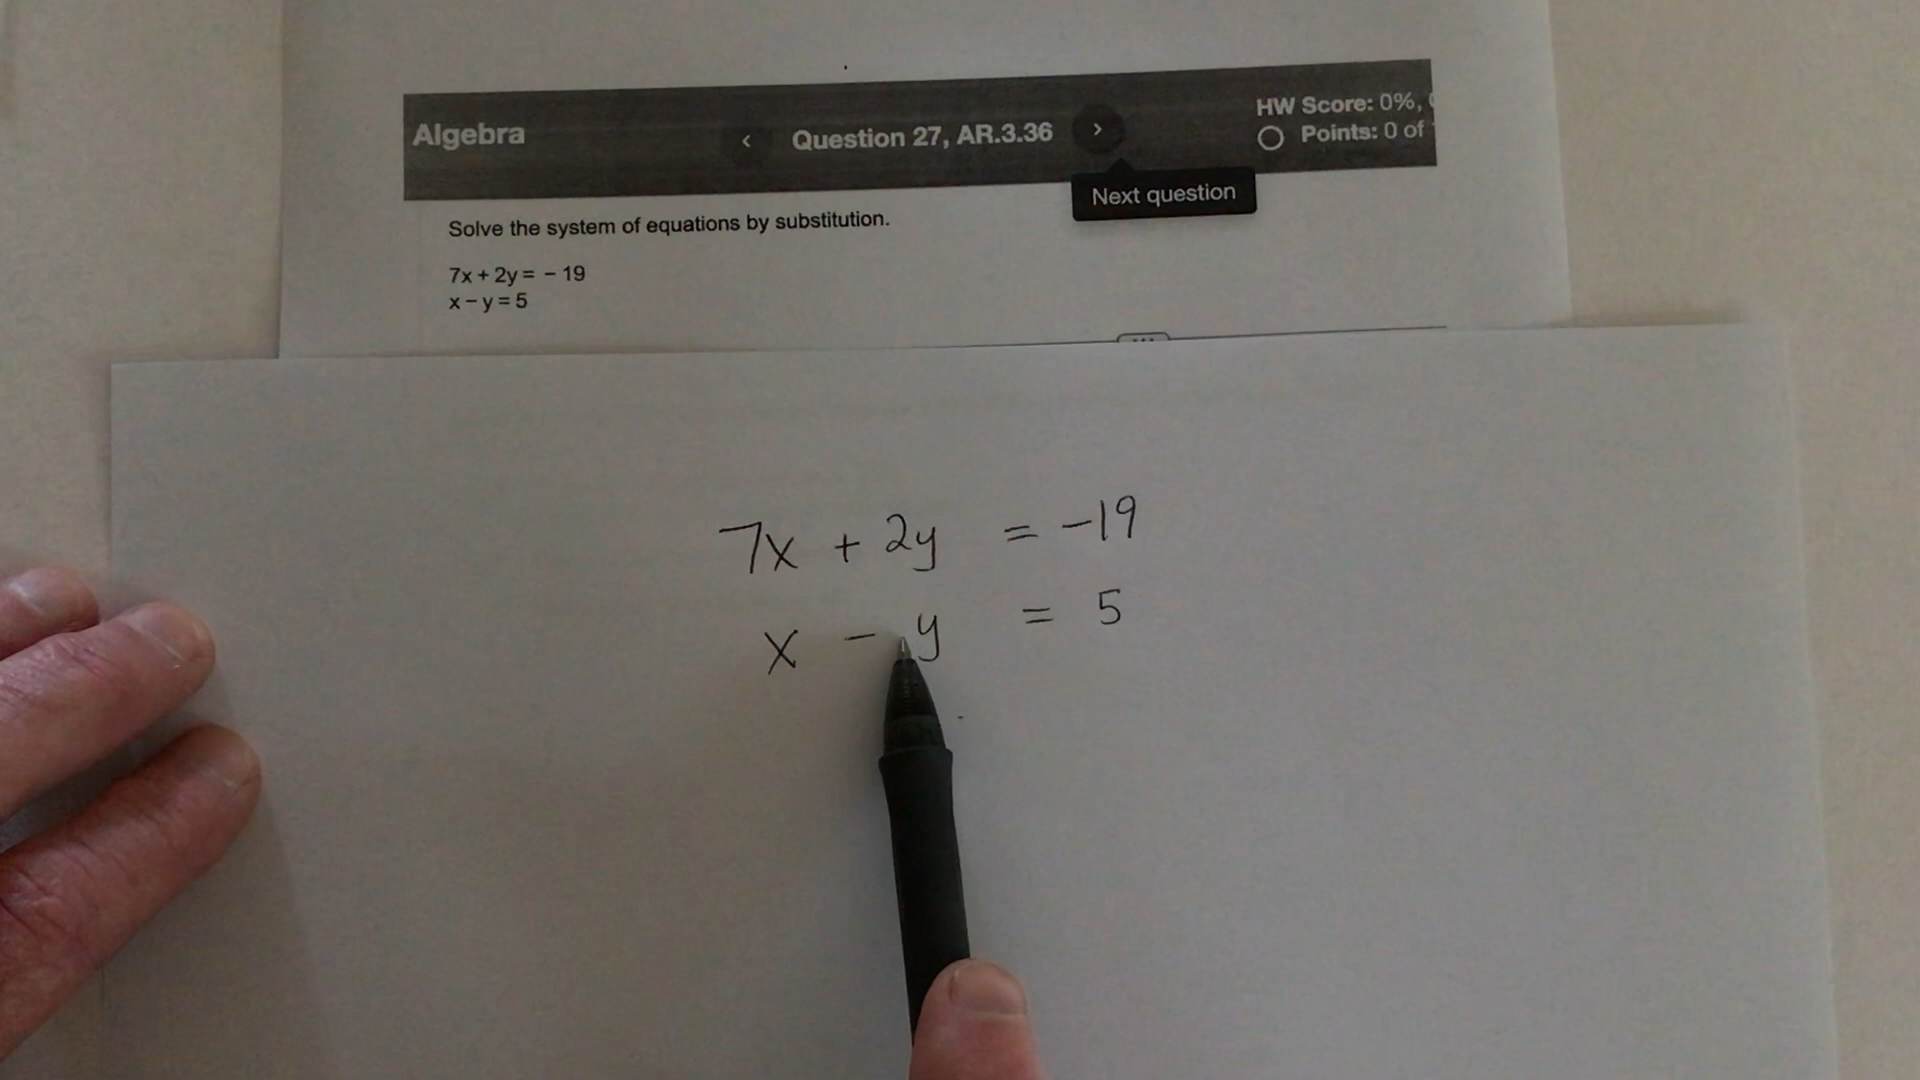 Algebra
‹ Question 27, AR.3.36 ›
HW Score: 0%,
Points: 0 of
Next question
Solve the system of equations by substitution.
7x + 2y = − 19
x − y = 5
7x + 2y = -19
x - y = 5